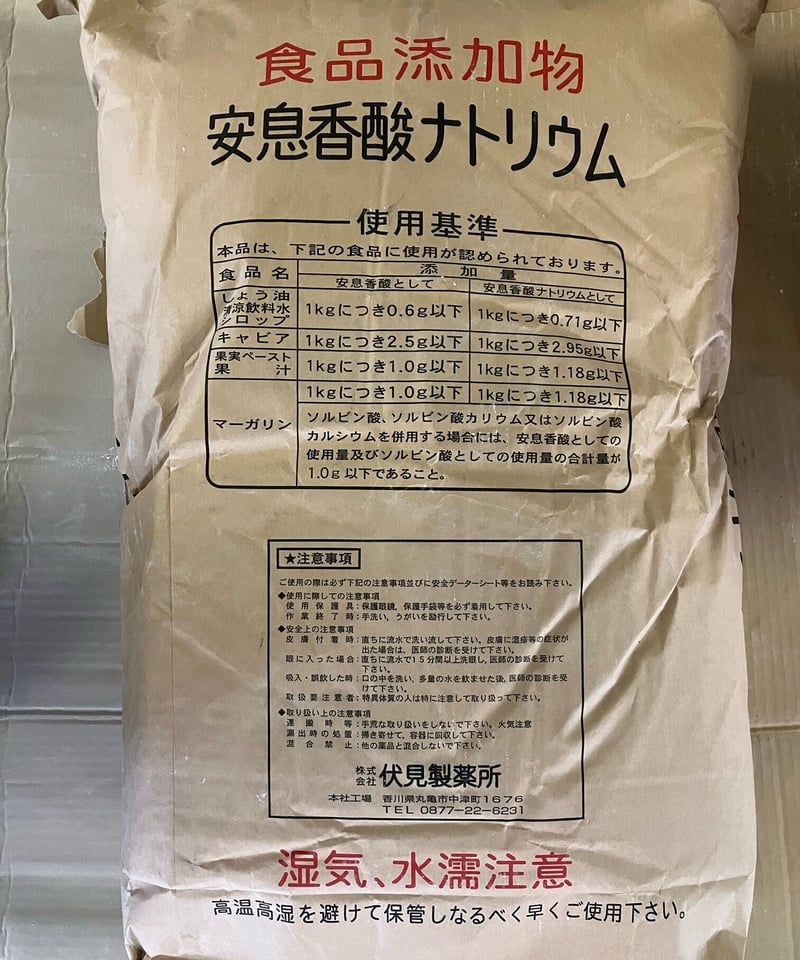 食品添加物
安息香酸ナトリウム
使用基準
本品は、下記の食品に使用が認められております。
食品名 添加量
安息香酸として 安息香酸ナトリウムとして
しょう油
清涼飲料水
シロップ
1kgにつき0.6g以下 1kgにつき0.71g以下
キャビア 1kgにつき2.5g以下 1kgにつき2.95g以下
果実ペースト
果汁
1kgにつき1.0g以下 1kgにつき1.18g以下
マーガリン
1kgにつき1.0g以下 1kgにつき1.18g以下
ソルビン酸、ソルビン酸カリウム又はソルビン酸
カルシウムを併用する場合には、安息香酸としての
使用量及びソルビン酸としての使用量の合計量が
1.0g以下であること。
★注意事項
ご使用の際は必ず下記の注意事項並びに安全データーシート等をお読み下さい。
◆使用に際しての注意事項
使用保護具：保護眼鏡，保護手袋等を必ず着用して下さい。
作業終了時：手洗い，うがいを励行して下さい。
◆安全上の注意事項
皮膚付着時：直ちに流水で洗い流して下さい。皮膚に湿疹等の症状が
出た場合は、医師の診断を受けて下さい。
眼に入った場合：直ちに流水で15分間以上洗眼し，医師の診断を受けて
下さい。
吸入・誤飲した時：口の中を洗い，多量の水を飲ませた後，医師の診断を受
けて下さい。
取扱要注意者：特異体質の人は特に注意して取り扱って下さい。
◆取り扱い上の注意事項
運搬時等：手荒な取り扱いをしないで下さい。火気注意
漏出時の処置：掃き寄せて，容器に回収して下さい。
混合禁止：他の薬品と混合しないで下さい。
株式会社 伏見製薬所
本社工場 香川県丸亀市中津町1676
TEL 0877-22-6231
湿気、水濡注意
高温高湿を避けて保管しなるべく早くご使用下さい。